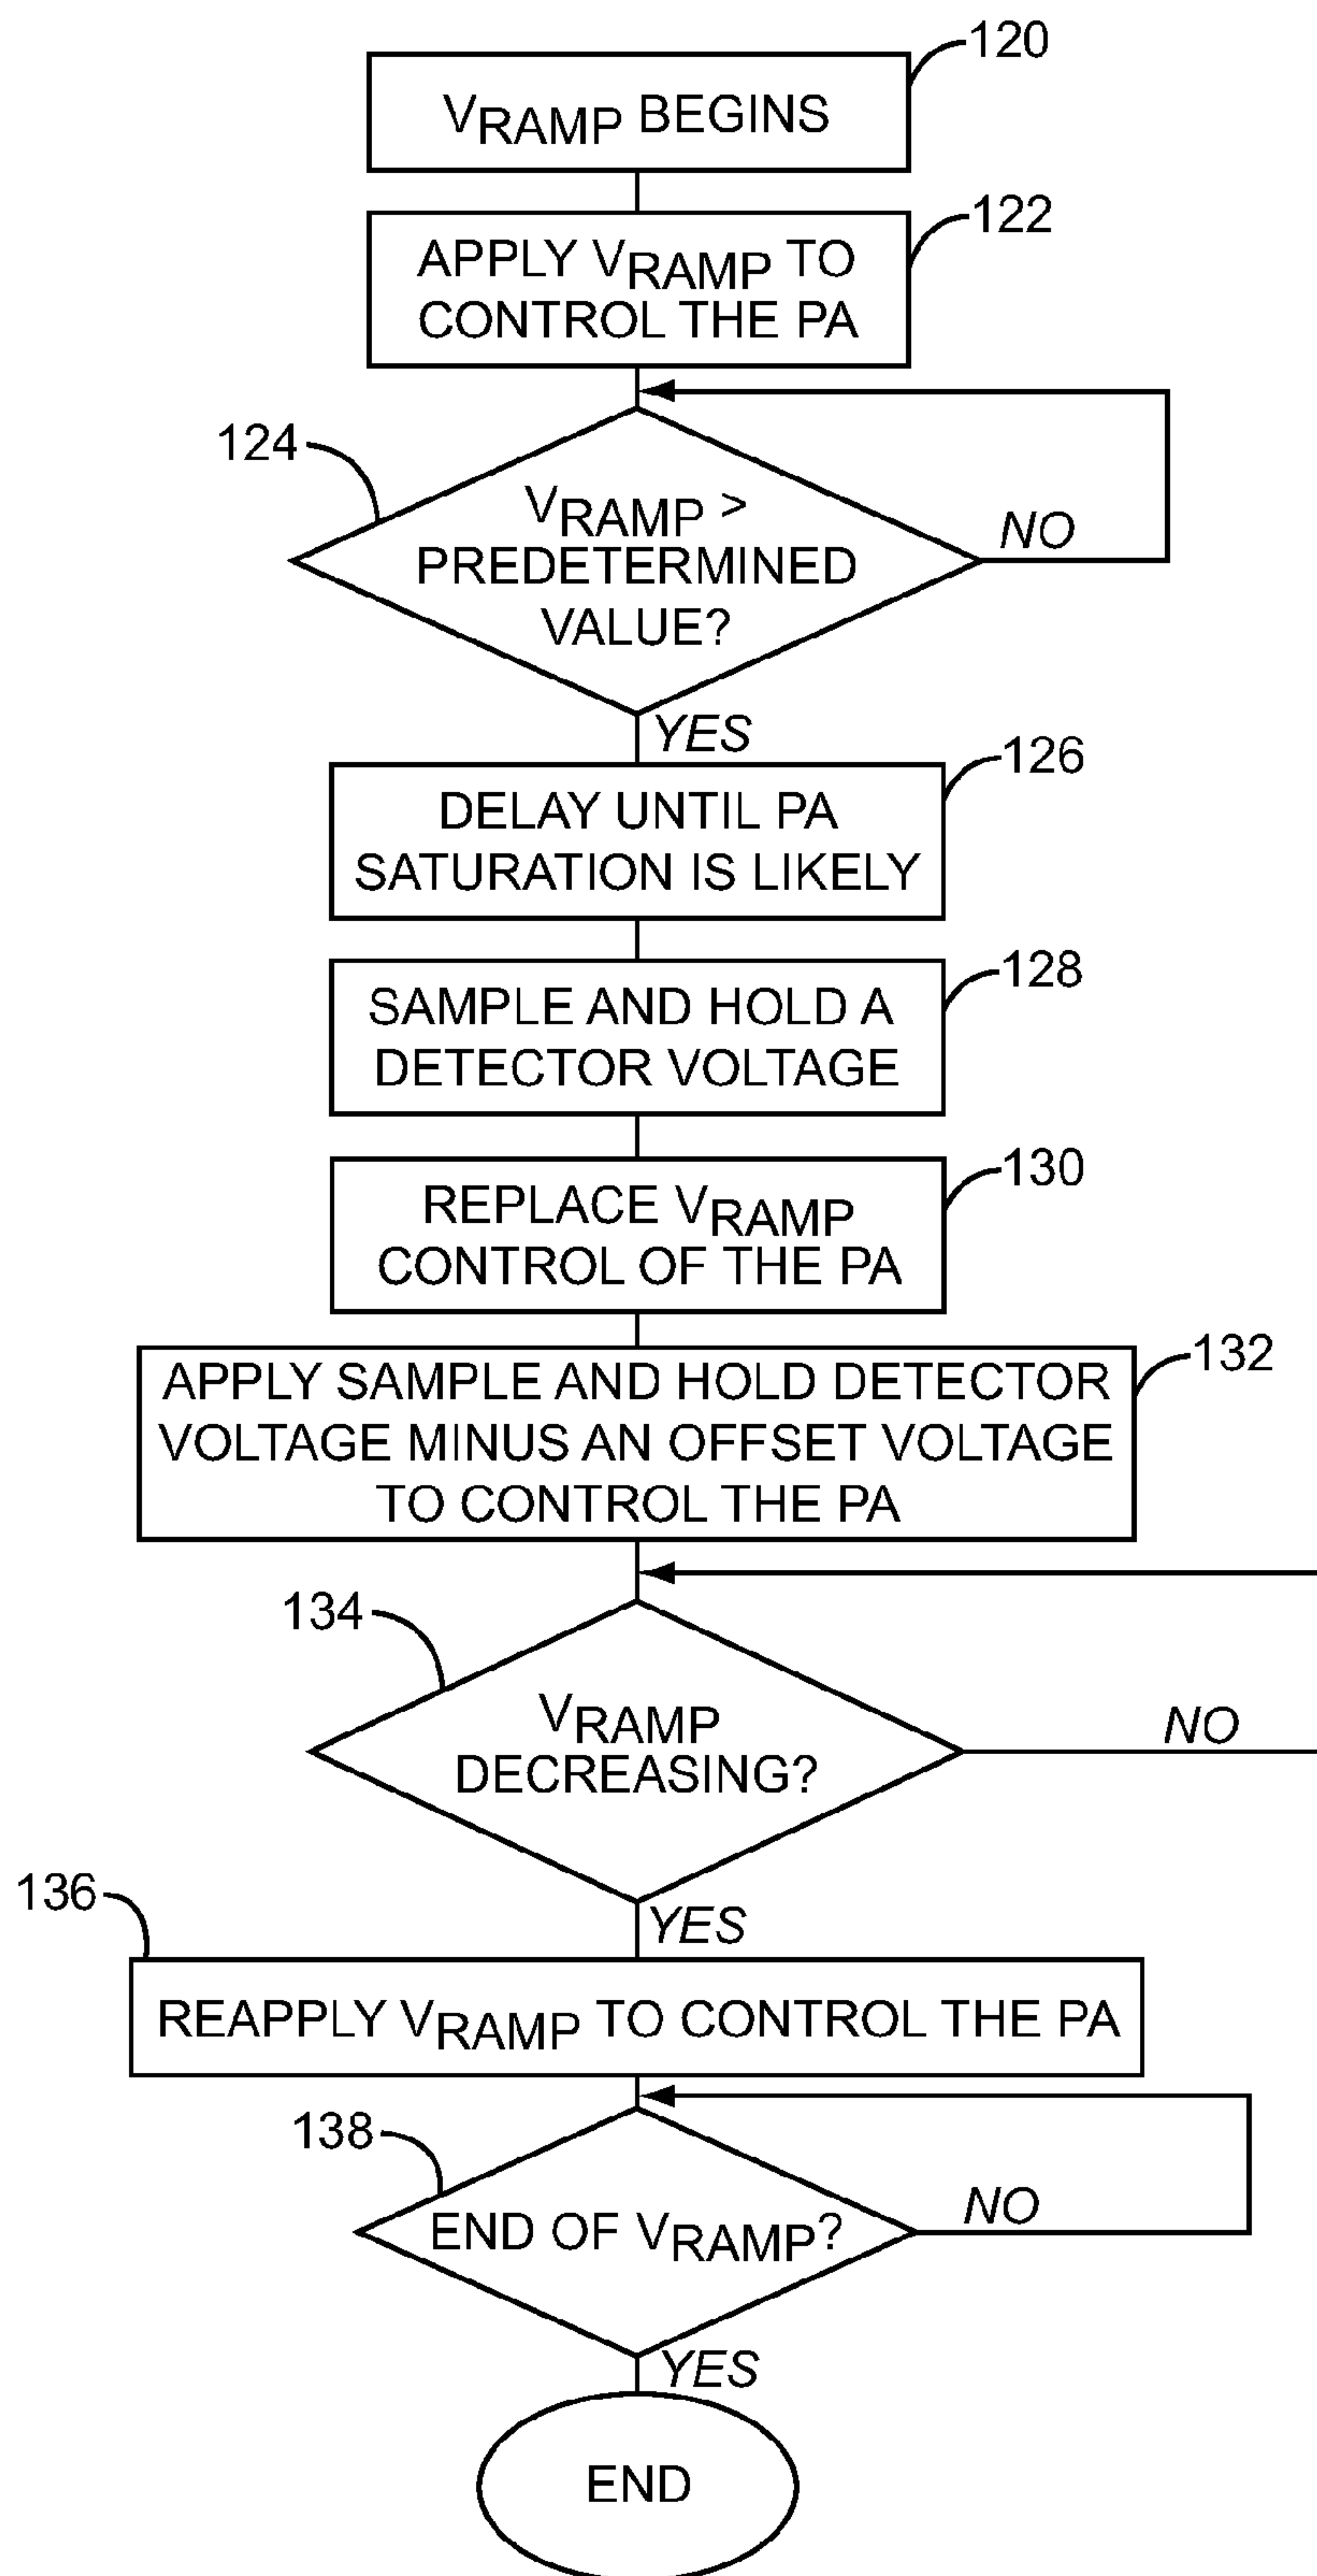 120
VRAMP BEGINS
122
APPLY VRAMP TO
CONTROL THE PA
124
VRAMP >
PREDETERMINED
VALUE?
NO
YES
126
DELAY UNTIL PA
SATURATION IS LIKELY
128
SAMPLE AND HOLD A
DETECTOR VOLTAGE
130
REPLACE VRAMP
CONTROL OF THE PA
132
APPLY SAMPLE AND HOLD DETECTOR
VOLTAGE MINUS AN OFFSET VOLTAGE
TO CONTROL THE PA
134
VRAMP
DECREASING?
NO
YES
136
REAPPLY VRAMP TO CONTROL THE PA
138
END OF VRAMP?
NO
YES
END